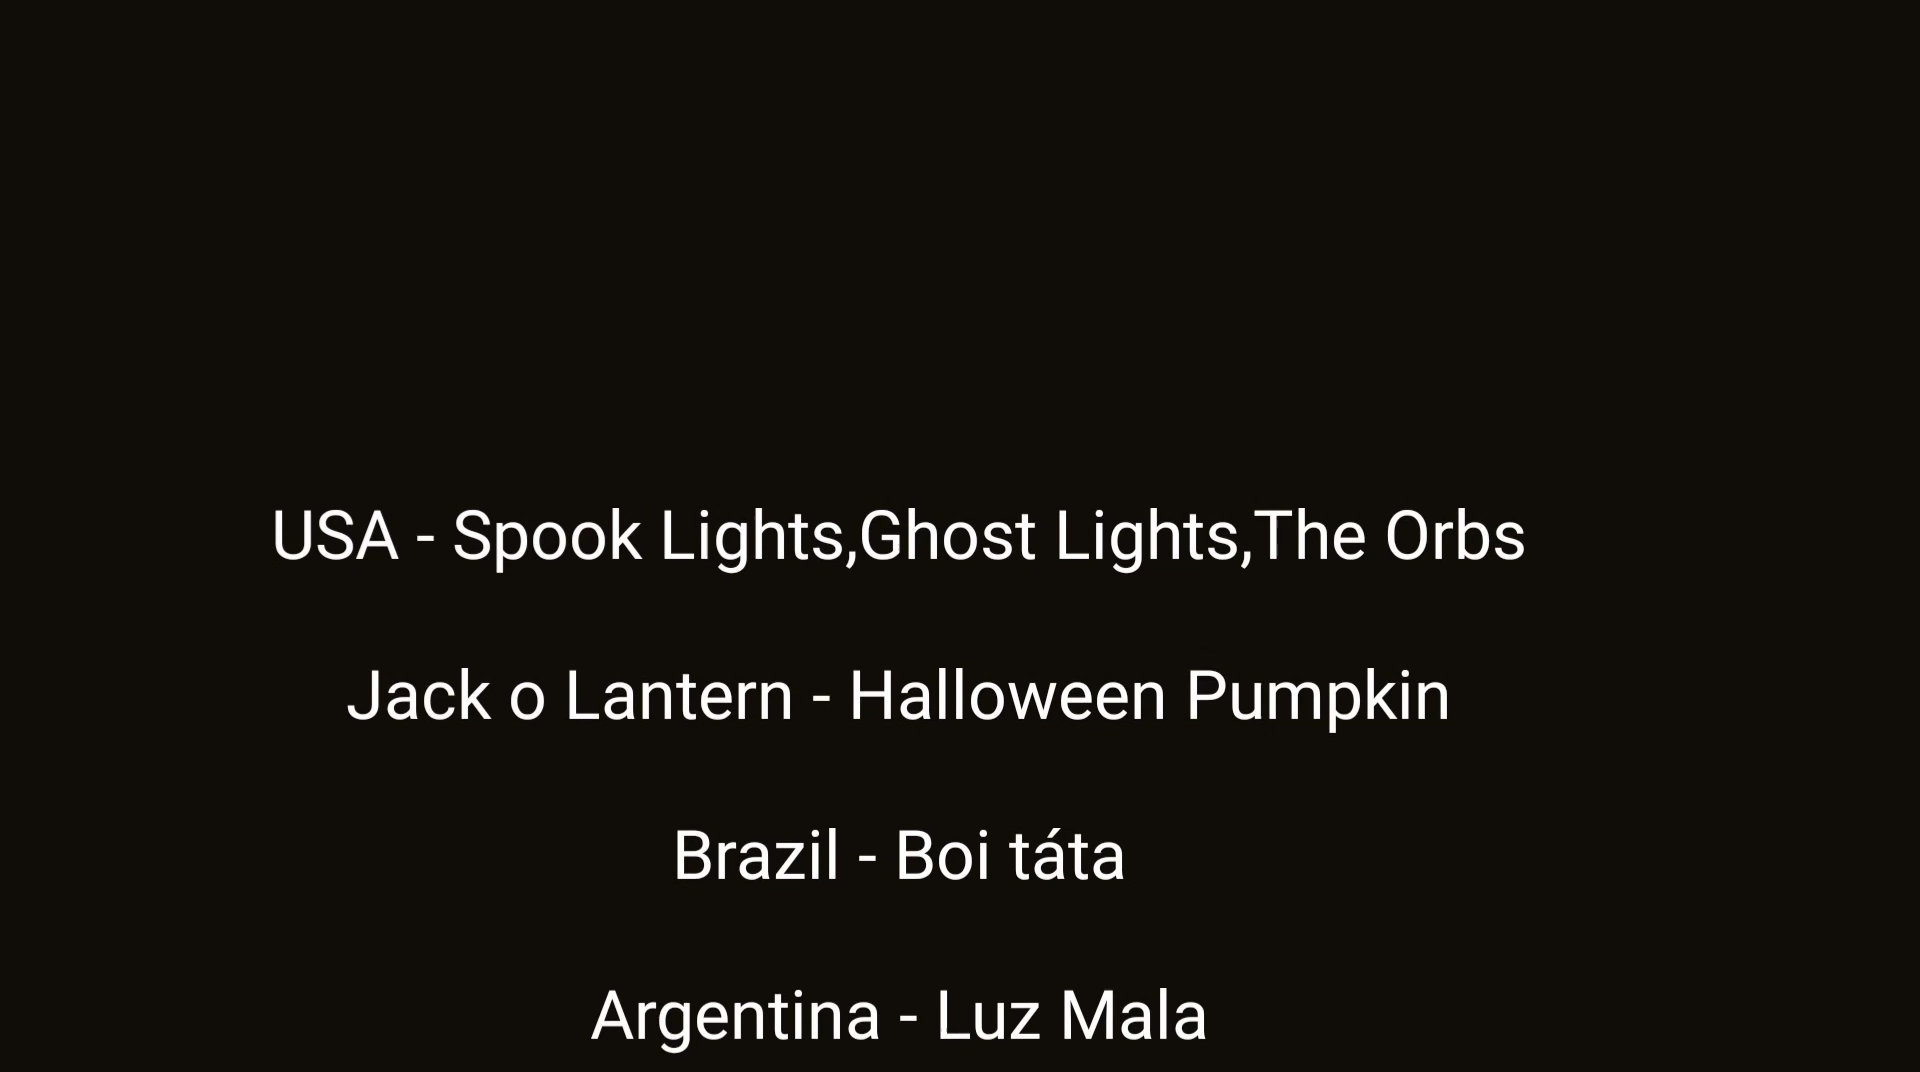 USA - Spook Lights,Ghost Lights,The Orbs
Jack o Lantern - Halloween Pumpkin
Brazil - Boi táta
Argentina - Luz Mala